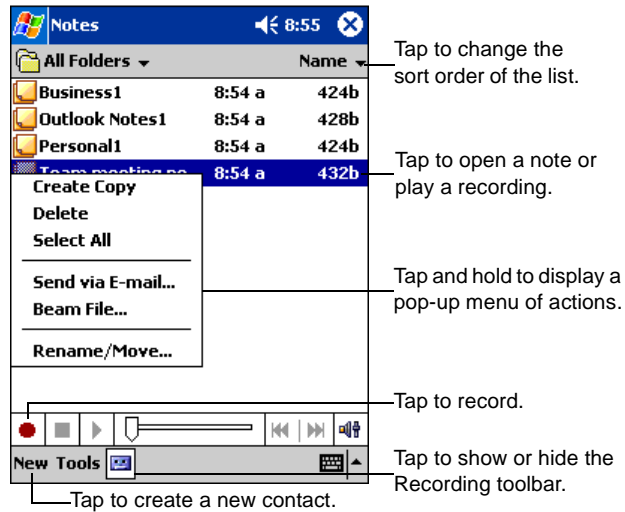 Notes 8:55
All Folders Name
Business1 8:54 a 424b
Outlook Notes1 8:54 a 428b
Personal1 8:54 a 424b
Team meeting no 8:54 a 432b
Create Copy
Delete
Select All
Send via E-mail...
Beam File...
Rename/Move...
New Tools
Tap to change the
sort order of the list.
Tap to open a note or
play a recording.
Tap and hold to display a
pop-up menu of actions.
Tap to record.
Tap to show or hide the
Recording toolbar.
Tap to create a new contact.